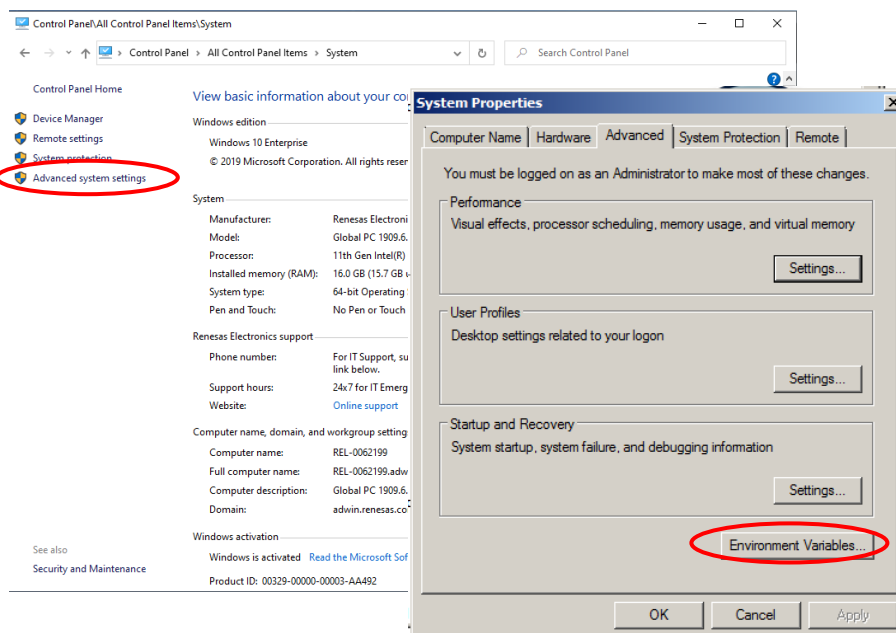 Control Panel\All Control Panel Items\System
Control Panel > All Control Panel Items > System
Search Control Panel
Control Panel Home
Device Manager
Remote settings
System protection
Advanced system settings
See also
Security and Maintenance
View basic information about your co
Windows edition
Windows 10 Enterprise
© 2019 Microsoft Corporation. All rights reser
System
Manufacturer: Renesas Electroni
Model: Global PC 1909.6.
Processor: 11th Gen Intel(R)
Installed memory (RAM): 16.0 GB (15.7 GB
System type: 64-bit Operating
Pen and Touch: No Pen or Touch
Renesas Electronics support
Phone number: For IT Support, su
link below.
Support hours: 24x7 for IT Emerg
Website: Online support
Computer name, domain, and workgroup setting
Computer name: REL-0062199
Full computer name: REL-0062199.adw
Computer description: Global PC 1909.6.
Domain: adwin.renesas.co
Windows activation
Windows is activated Read the Microsoft Sof
Product ID: 00329-00000-00003-AA492
System Properties
Computer Name Hardware Advanced System Protection Remote
You must be logged on as an Administrator to make most of these changes.
Performance
Visual effects, processor scheduling, memory usage, and virtual memory
Settings...
User Profiles
Desktop settings related to your logon
Settings...
Startup and Recovery
System startup, system failure, and debugging information
Settings...
Environment Variables...
OK Cancel Apply